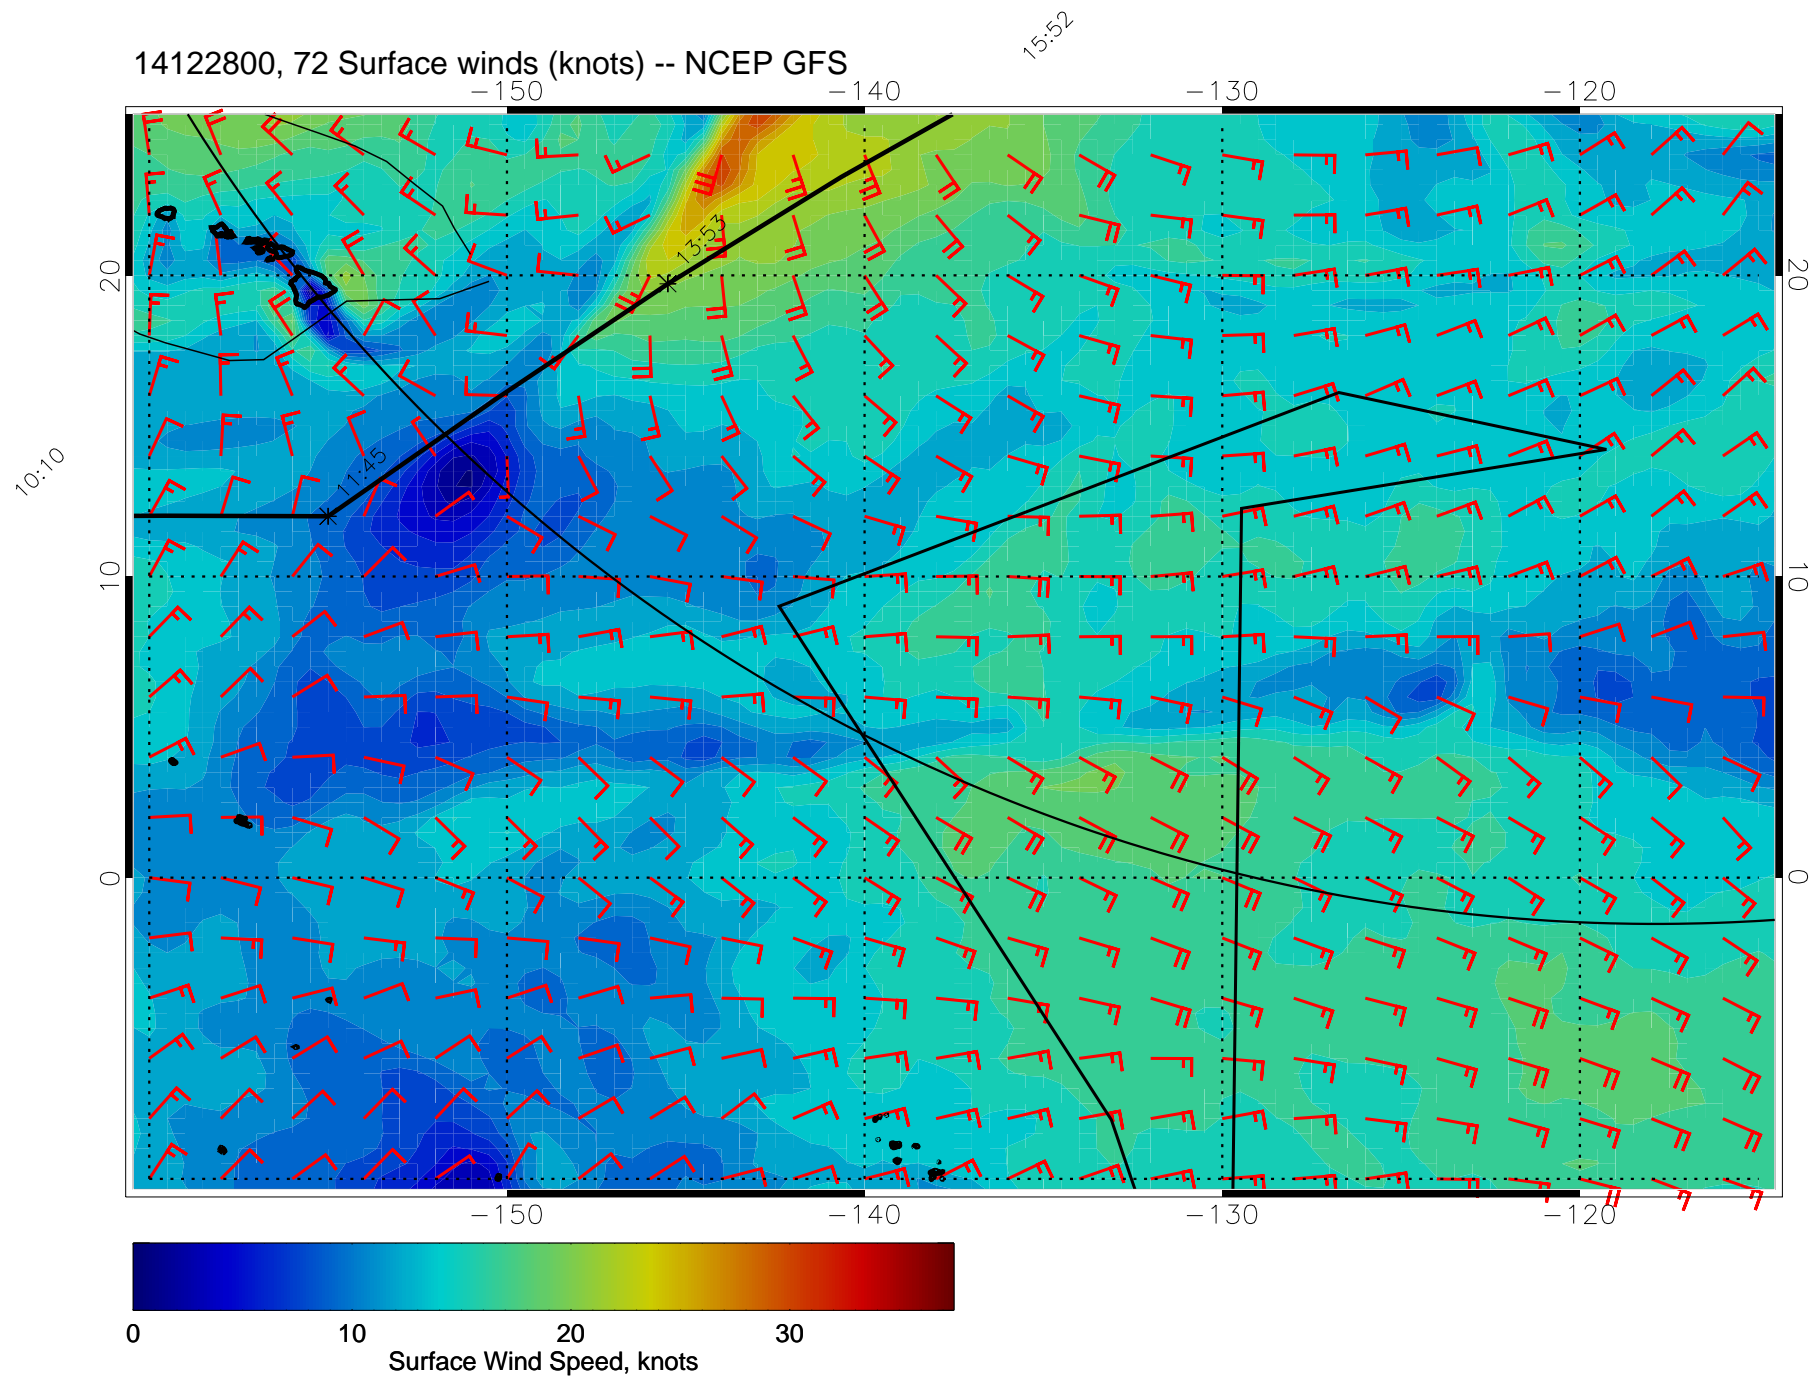 15:52
14122800, 72 Surface winds (knots) -- NCEP GFS
-150 -140 -130 -120
13:53
20 20
11:45
10:10
10 10
0 0
-150 -140 -130 -120
0 10 20 30
Surface Wind Speed, knots